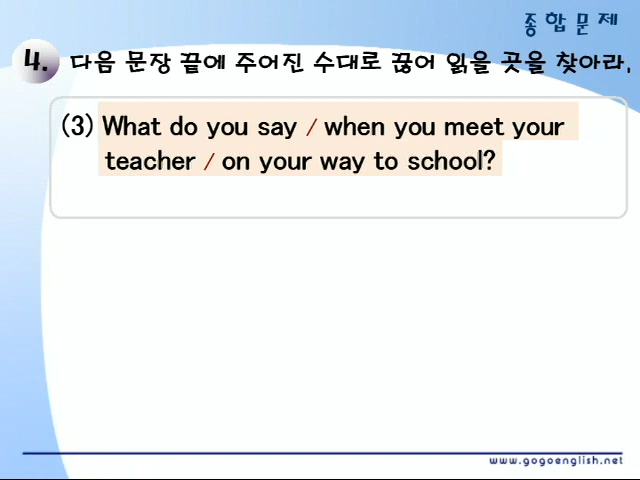 종합문제
4. 다음 문장 끝에 주어진 수대로 끊어 읽을 곳을 찾아라.
(3) What do you say / when you meet your
teacher / on your way to school?
www.gogoenglish.net